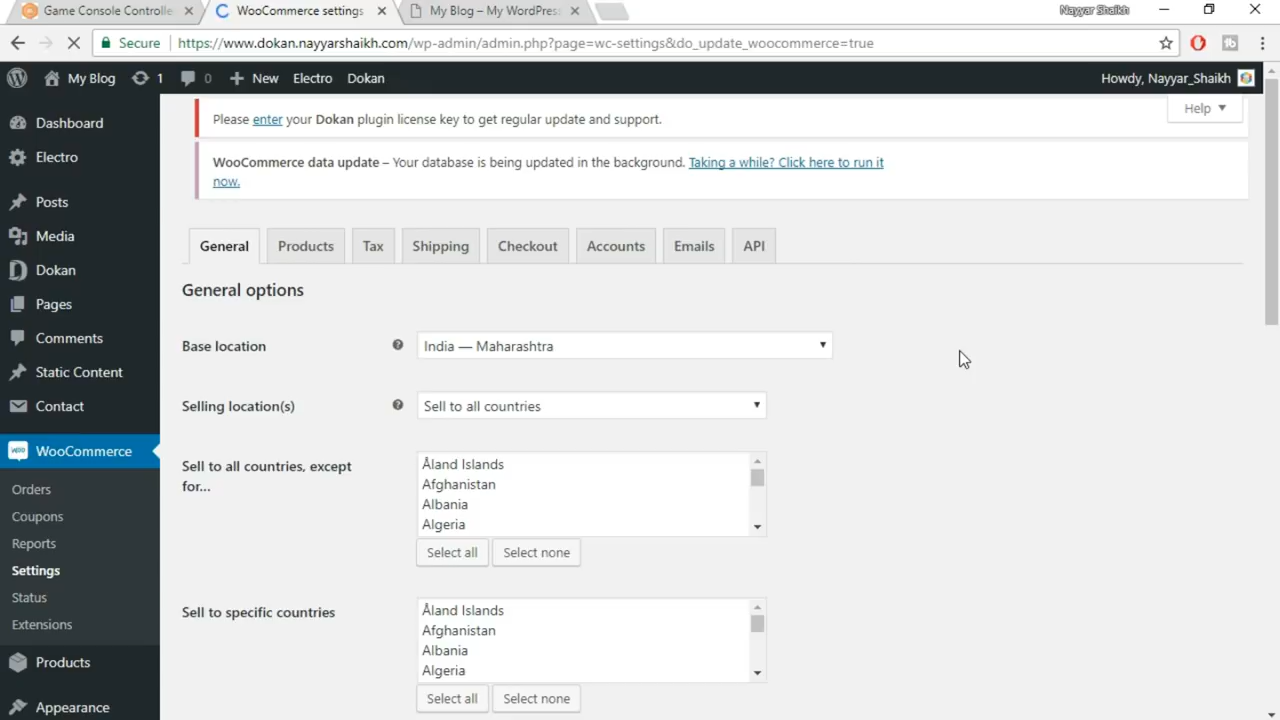 Game Console Controlle
WooCommerce settings
My Blog – My WordPres
Nayyar Shaikh
Secure
https://www.dokan.nayyarshaikh.com/wp-admin/admin.php?page=wc-settings&do_update_woocommerce=true
My Blog 1 0 New Electro Dokan
Howdy, Nayyar_Shaikh
Help
Dashboard
Electro
Posts
Media
Dokan
Pages
Comments
Static Content
Contact
WooCommerce
Orders
Coupons
Reports
Settings
Status
Extensions
Products
Appearance
Please enter your Dokan plugin license key to get regular update and support.
WooCommerce data update – Your database is being updated in the background. Taking a while? Click here to run it
now.
General Products Tax Shipping Checkout Accounts Emails API
General options
Base location
India — Maharashtra
Selling location(s)
Sell to all countries
Sell to all countries, except
for...
Åland Islands
Afghanistan
Albania
Algeria
Select all Select none
Sell to specific countries
Åland Islands
Afghanistan
Albania
Algeria
Select all Select none